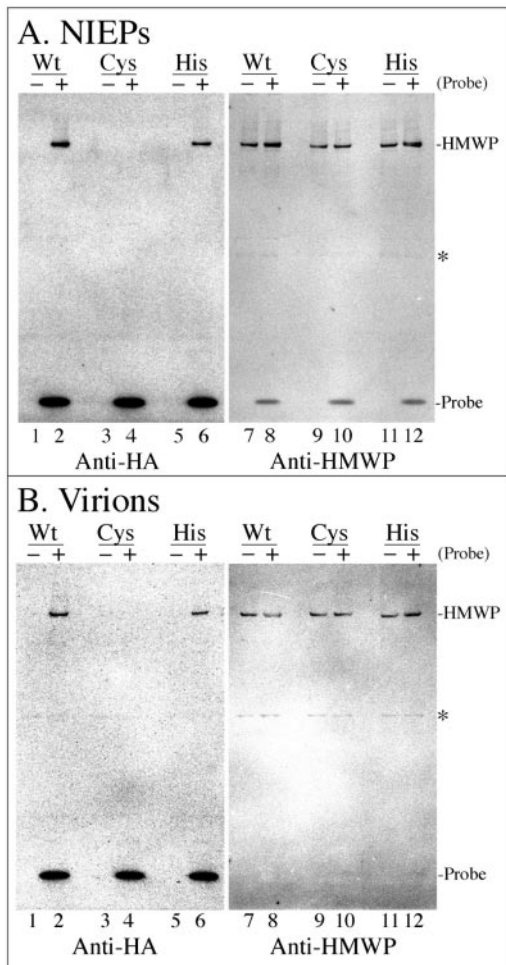 A. NIEPs
Wt Cys His Wt Cys His
− + − + − + − + − + − + (Probe)
-HMWP
*
-Probe
1 2 3 4 5 6 7 8 9 10 11 12
Anti-HA Anti-HMWP
B. Virions
Wt Cys His Wt Cys His
− + − + − + − + − + − + (Probe)
-HMWP
*
-Probe
1 2 3 4 5 6 7 8 9 10 11 12
Anti-HA Anti-HMWP